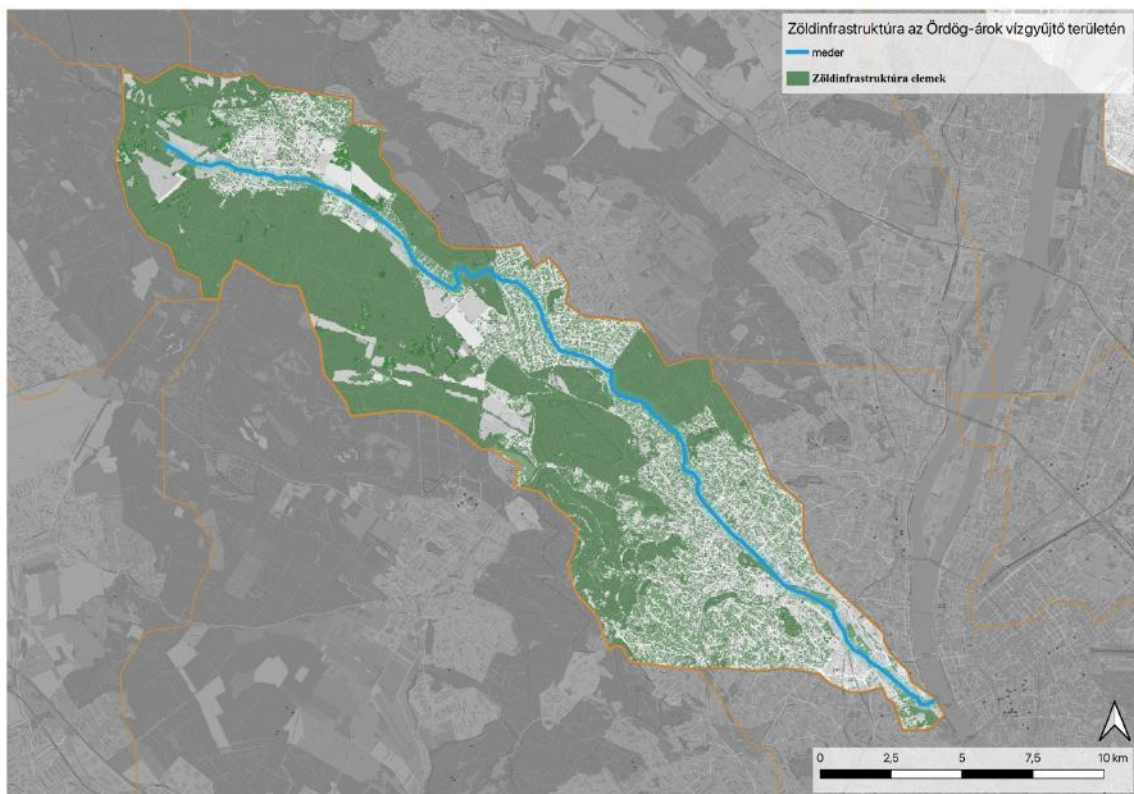 Zöldinfrastruktúra az Ördög-árok vízgyűjtő területén
meder
Zöldinfrastruktúra elemek
0 2,5 5 7,5 10 km